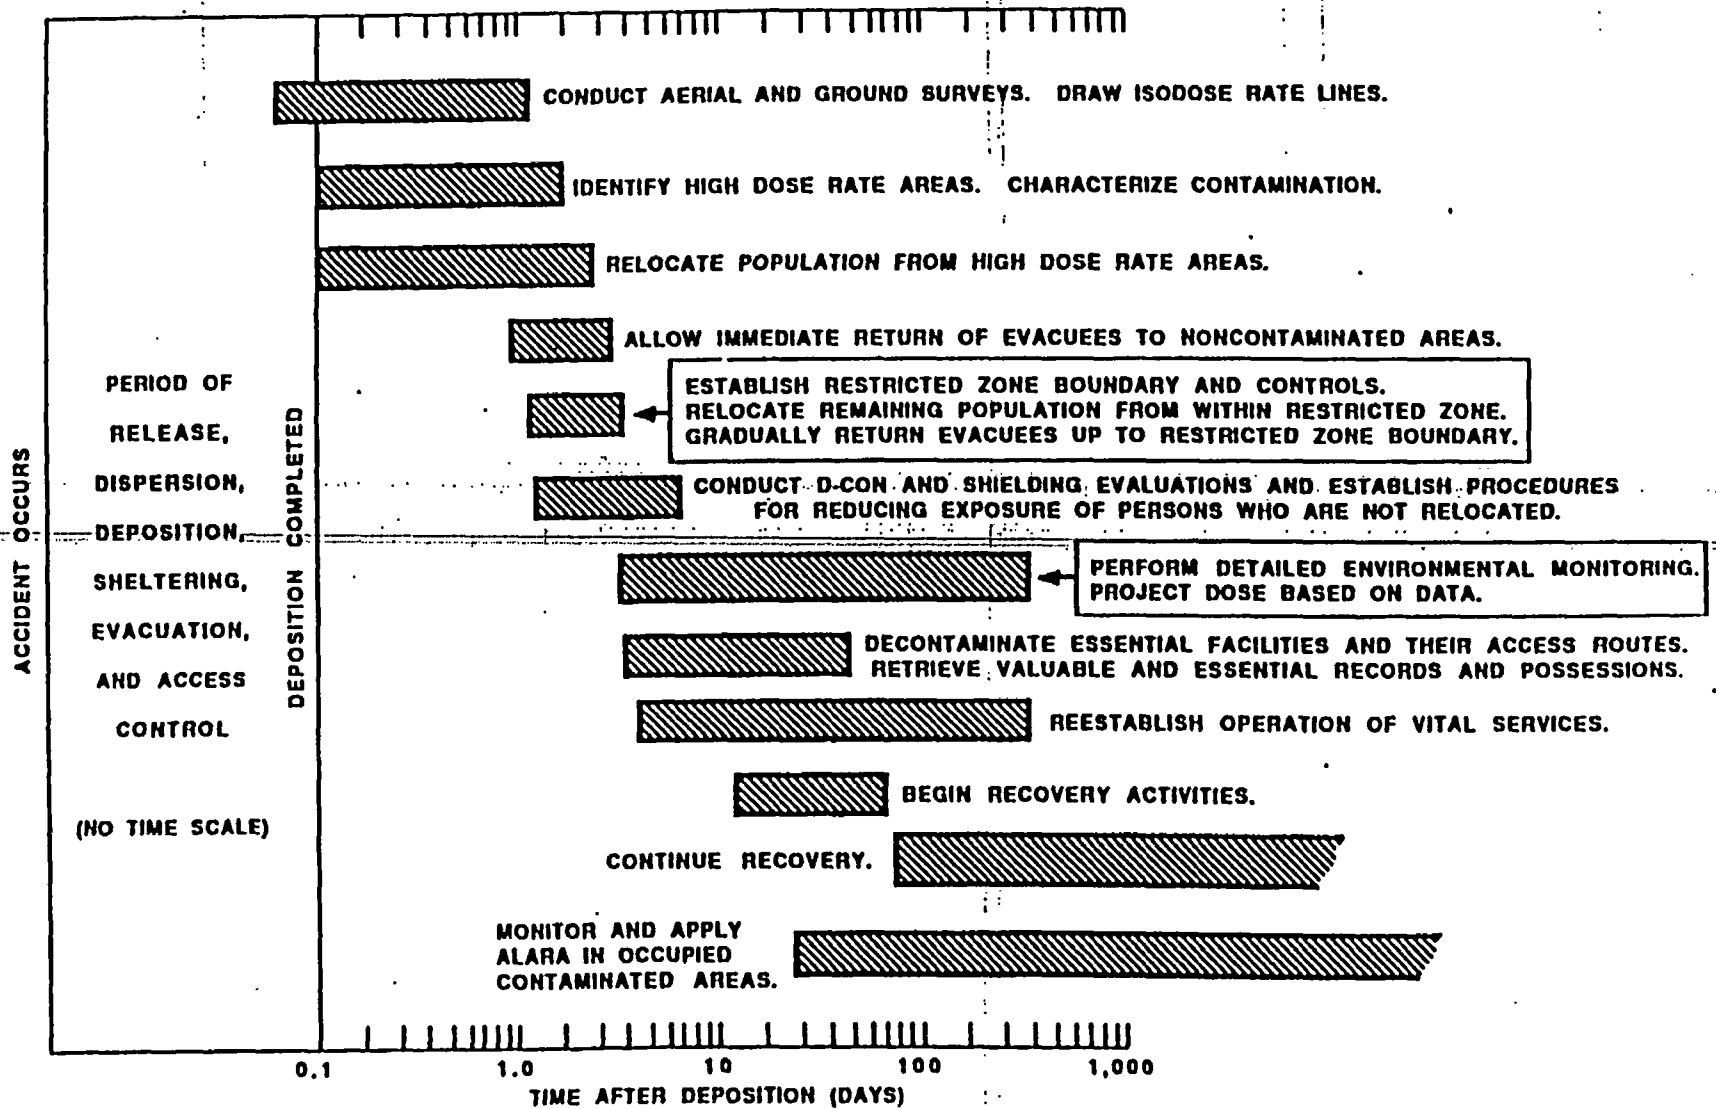 CONDUCT AERIAL AND GROUND SURVEYS. DRAW ISODOSE RATE LINES.
IDENTIFY HIGH DOSE RATE AREAS. CHARACTERIZE CONTAMINATION.
RELOCATE POPULATION FROM HIGH DOSE RATE AREAS.
ALLOW IMMEDIATE RETURN OF EVACUEES TO NONCONTAMINATED AREAS.
ESTABLISH RESTRICTED ZONE BOUNDARY AND CONTROLS.
RELOCATE REMAINING POPULATION FROM WITHIN RESTRICTED ZONE.
GRADUALLY RETURN EVACUEES UP TO RESTRICTED ZONE BOUNDARY.
CONDUCT D-CON AND SHIELDING EVALUATIONS AND ESTABLISH PROCEDURES
FOR REDUCING EXPOSURE OF PERSONS WHO ARE NOT RELOCATED.
PERFORM DETAILED ENVIRONMENTAL MONITORING.
PROJECT DOSE BASED ON DATA.
DECONTAMINATE ESSENTIAL FACILITIES AND THEIR ACCESS ROUTES.
RETRIEVE VALUABLE AND ESSENTIAL RECORDS AND POSSESSIONS.
REESTABLISH OPERATION OF VITAL SERVICES.
BEGIN RECOVERY ACTIVITIES.
CONTINUE RECOVERY.
MONITOR AND APPLY
ALARA IN OCCUPIED
CONTAMINATED AREAS.
ACCIDENT OCCURS
PERIOD OF
RELEASE,
DISPERSION,
DEPOSITION,
SHELTERING,
EVACUATION,
AND ACCESS
CONTROL
(NO TIME SCALE)
DEPOSITION COMPLETED
0.1 1.0 10 100 1,000
TIME AFTER DEPOSITION (DAYS)